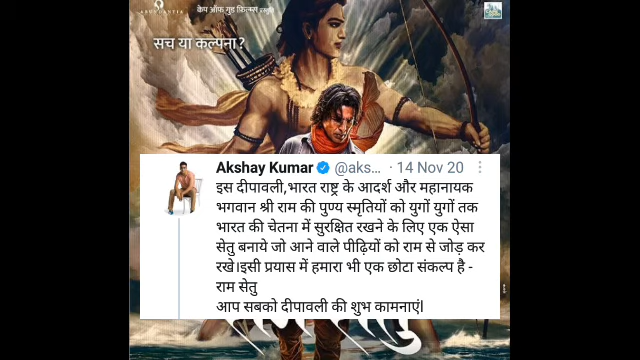 ABUNDANTIA
केप ऑफ गुड फ़िल्म्स
सच या कल्पना?
Akshay Kumar @aks... · 14 Nov 20
इस दीपावली,भारत राष्ट्र के आदर्श और महानायक
भगवान श्री राम की पुण्य स्मृतियों को युगों युगों तक
भारत की चेतना में सुरक्षित रखने के लिए एक ऐसा
सेतु बनाये जो आने वाले पीढ़ियों को राम से जोड़ कर
रखे।इसी प्रयास में हमारा भी एक छोटा संकल्प है -
राम सेतु
आप सबको दीपावली की शुभ कामनाएं।